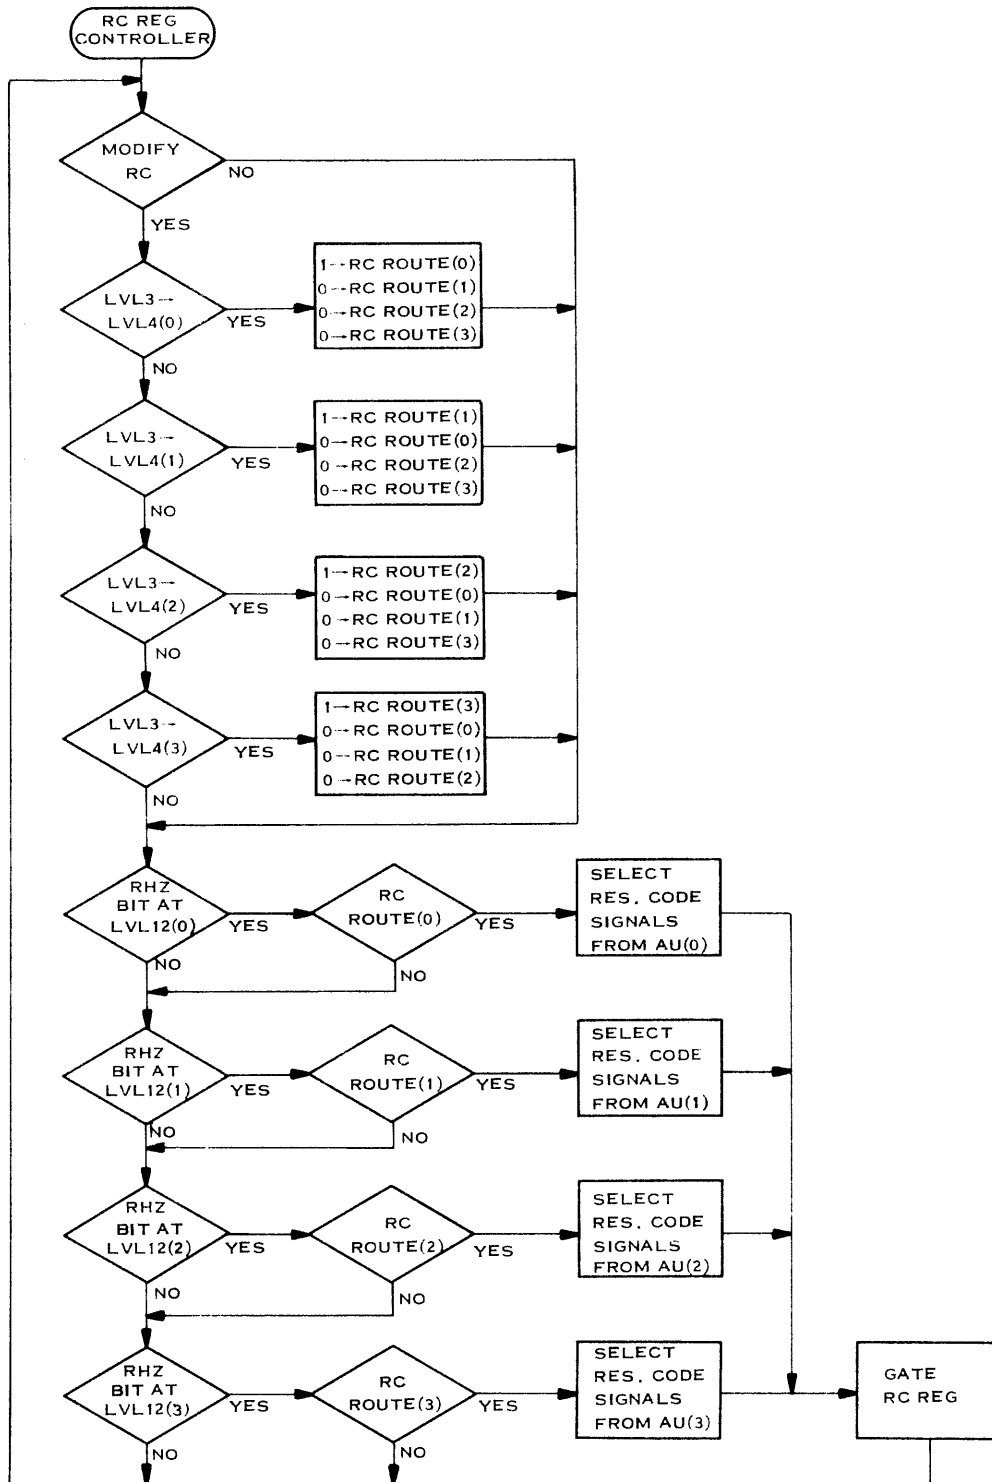 RC REG
CONTROLLER
MODIFY
RC
NO
YES
LVL3→
LVL4(0)
YES
1→RC ROUTE(0)
0→RC ROUTE(1)
0→RC ROUTE(2)
0→RC ROUTE(3)
NO
LVL3→
LVL4(1)
YES
1→RC ROUTE(1)
0→RC ROUTE(0)
0→RC ROUTE(2)
0→RC ROUTE(3)
NO
LVL3→
LVL4(2)
YES
1→RC ROUTE(2)
0→RC ROUTE(0)
0→RC ROUTE(1)
0→RC ROUTE(3)
NO
LVL3→
LVL4(3)
YES
1→RC ROUTE(3)
0→RC ROUTE(0)
0→RC ROUTE(1)
0→RC ROUTE(2)
NO
RHZ
BIT AT
LVL12(0)
YES
RC
ROUTE(0)
YES
SELECT
RES. CODE
SIGNALS
FROM AU(0)
NO
NO
RHZ
BIT AT
LVL12(1)
YES
RC
ROUTE(1)
YES
SELECT
RES. CODE
SIGNALS
FROM AU(1)
NO
NO
RHZ
BIT AT
LVL12(2)
YES
RC
ROUTE(2)
YES
SELECT
RES. CODE
SIGNALS
FROM AU(2)
NO
NO
RHZ
BIT AT
LVL12(3)
YES
RC
ROUTE(3)
YES
SELECT
RES. CODE
SIGNALS
FROM AU(3)
GATE
RC REG
NO
NO